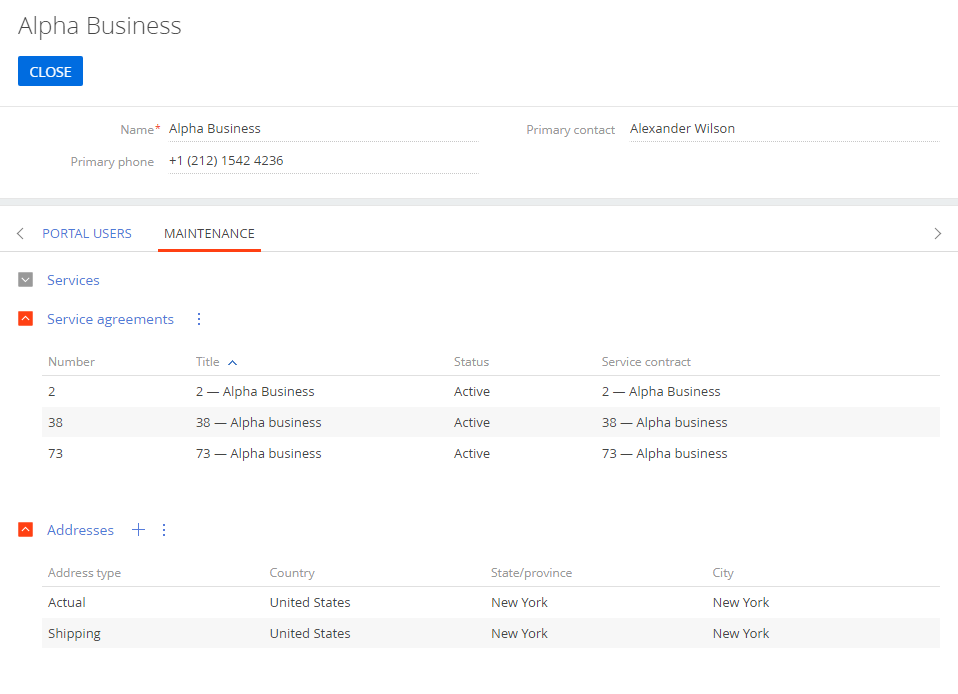 Alpha Business
CLOSE
Name* Alpha Business Primary contact Alexander Wilson
Primary phone +1 (212) 1542 4236
PORTAL USERS MAINTENANCE
Services
Service agreements
Number Title Status Service contract
2 2 — Alpha Business Active 2 — Alpha Business
38 38 — Alpha business Active 38 — Alpha business
73 73 — Alpha business Active 73 — Alpha business
Addresses
Address type Country State/province City
Actual United States New York New York
Shipping United States New York New York